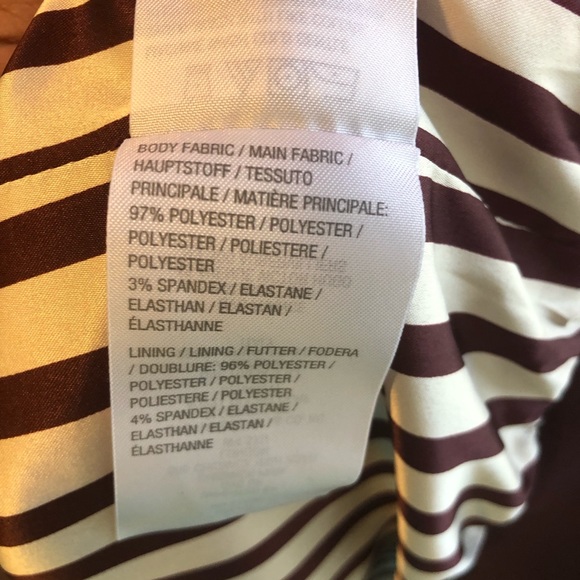 BODY FABRIC / MAIN FABRIC /
HAUPTSTOFF / TESSUTO
PRINCIPALE / MATIÈRE PRINCIPALE:
97% POLYESTER / POLYESTER /
POLYESTER / POLIESTERE /
POLYESTER
3% SPANDEX / ELASTANE /
ELASTHAN / ELASTAN /
ÉLASTHANNE
LINING / LINING / FUTTER / FODERA
/ DOUBLURE: 96% POLYESTER /
POLYESTER / POLYESTER /
POLIESTERE / POLYESTER
4% SPANDEX / ELASTANE /
ELASTHAN / ELASTAN /
ÉLASTHANNE